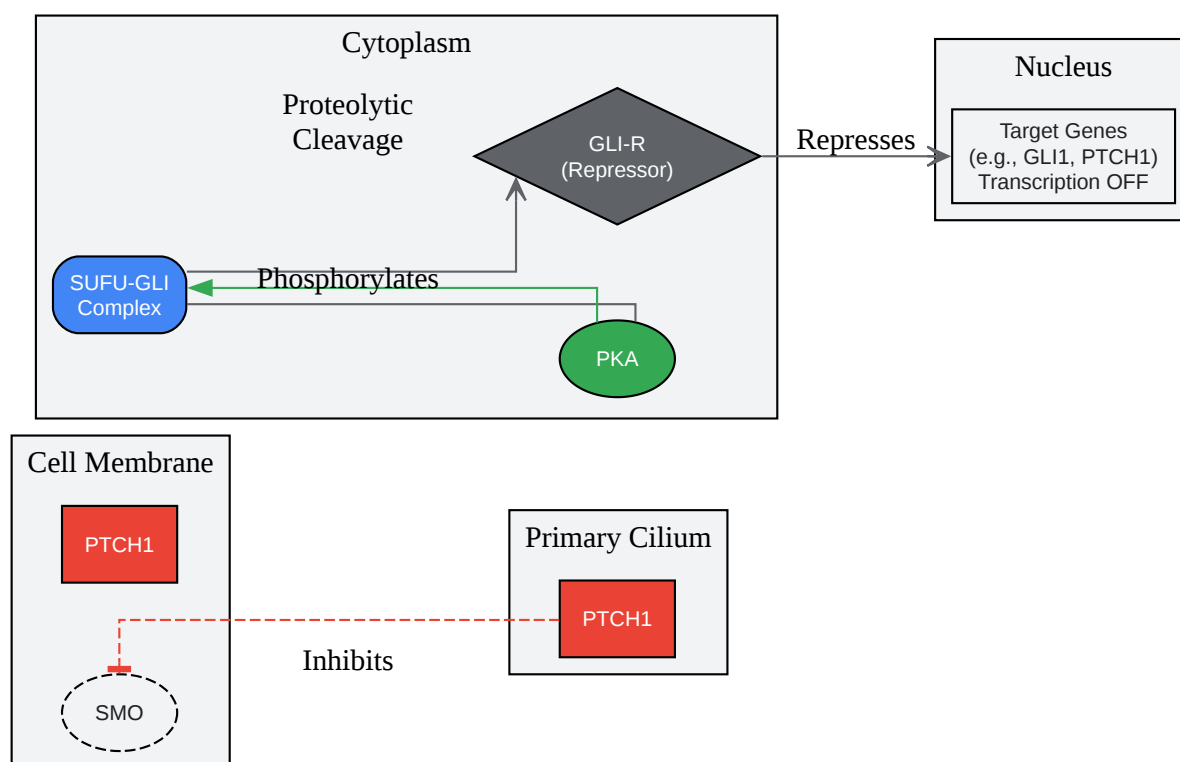 Cytoplasm
Proteolytic
Cleavage
GLI-R
(Repressor)
Represses
Nucleus
Target Genes
(e.g., GLI1, PTCH1)
Transcription OFF
SUFU-GLI
Complex
Phosphorylates
PKA
Cell Membrane
PTCH1
Primary Cilium
PTCH1
Inhibits
SMO